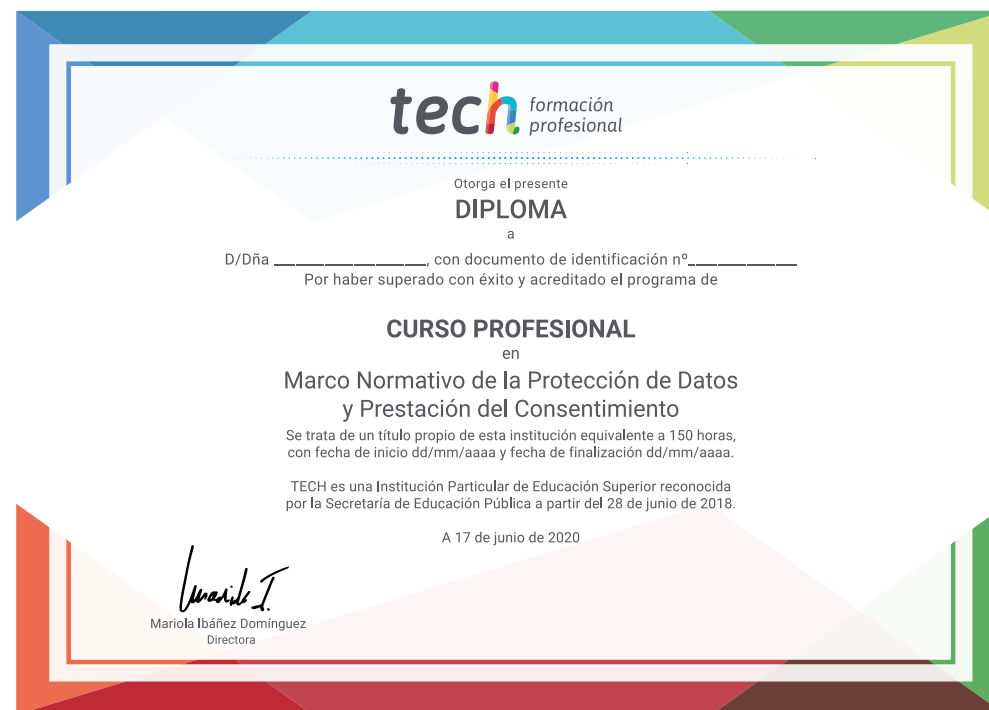 tech formación
profesional
Otorga el presente
DIPLOMA
a
D/Dña ____________________, con documento de identificación nº______________
Por haber superado con éxito y acreditado el programa de
CURSO PROFESIONAL
en
Marco Normativo de la Protección de Datos
y Prestación del Consentimiento
Se trata de un título propio de esta institución equivalente a 150 horas,
con fecha de inicio dd/mm/aaaa y fecha de finalización dd/mm/aaaa.
TECH es una Institución Particular de Educación Superior reconocida
por la Secretaría de Educación Pública a partir del 28 de junio de 2018.
A 17 de junio de 2020
Mariola Ibáñez Domínguez
Directora